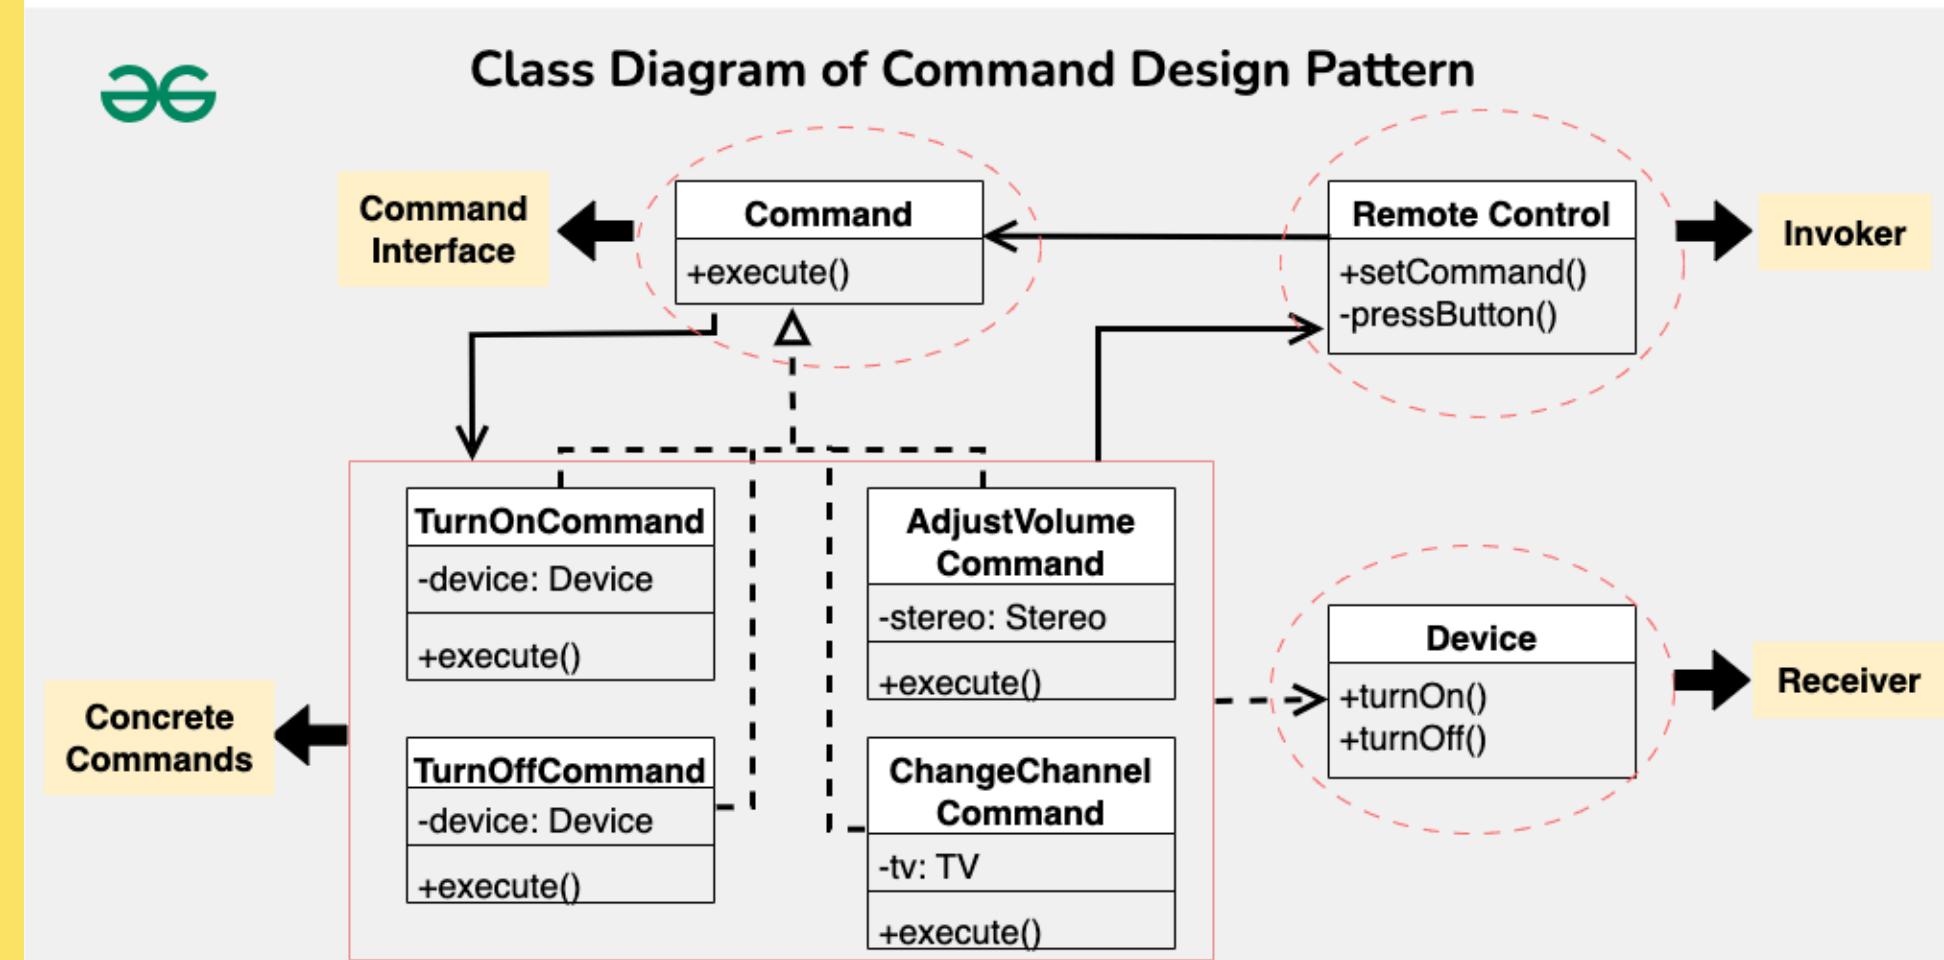 Class Diagram of Command Design Pattern
Command
Interface
Command
+execute()
Remote Control
+setCommand()
-pressButton()
Invoker
TurnOnCommand
-device: Device
+execute()
AdjustVolume
Command
-stereo: Stereo
+execute()
Device
+turnOn()
+turnOff()
Receiver
Concrete
Commands
TurnOffCommand
-device: Device
+execute()
ChangeChannel
Command
-tv: TV
+execute()